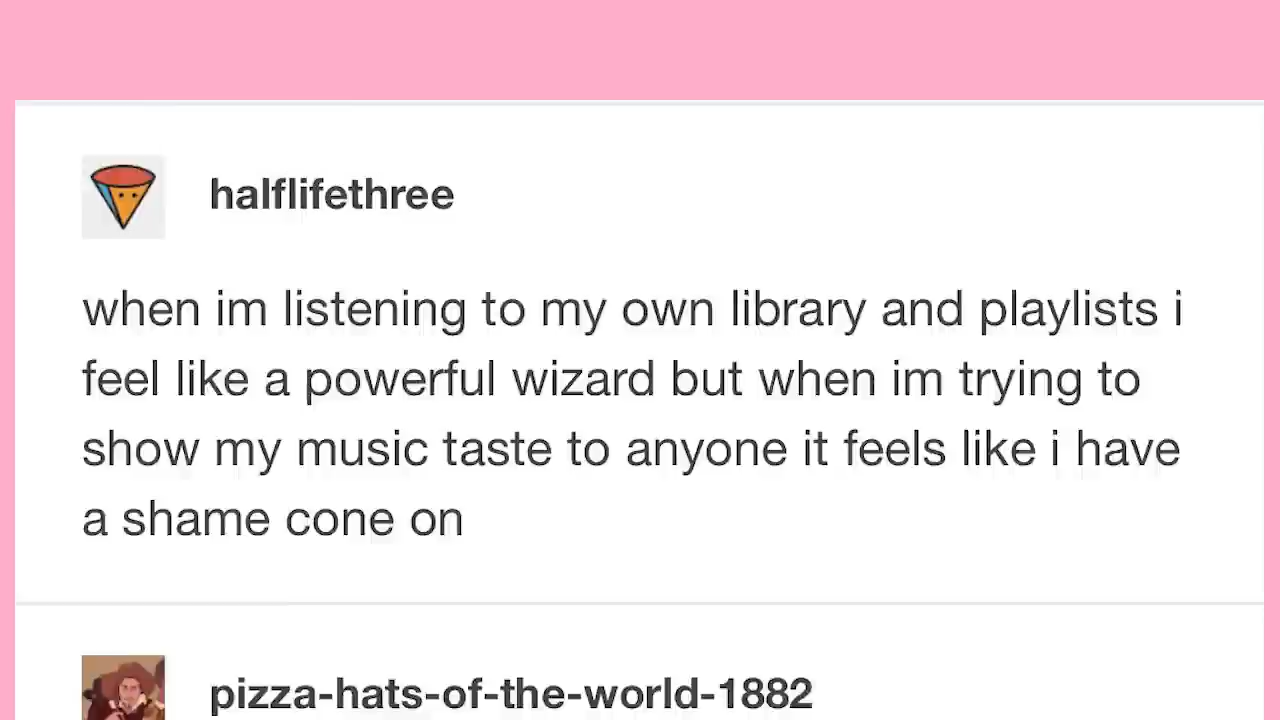 halflifethree
when im listening to my own library and playlists i
feel like a powerful wizard but when im trying to
show my music taste to anyone it feels like i have
a shame cone on
pizza-hats-of-the-world-1882